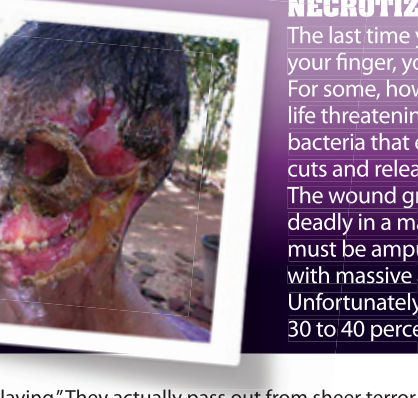 NECROTIZ
The last time y
your finger, yo
For some, how
life threatenin
bacteria that e
cuts and relea
The wound gr
deadly in a ma
must be ampu
with massive
Unfortunately
30 to 40 perce
laying." They actually pass out from sheer terror